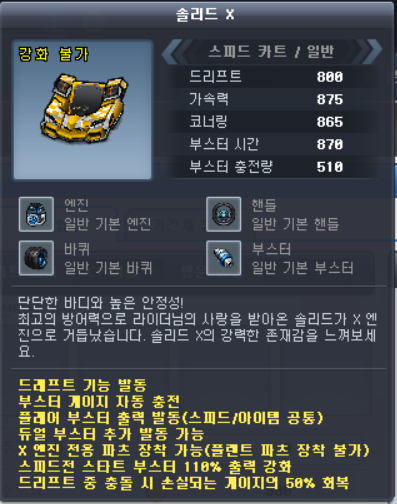 솔리드 X
강화 불가
스피드 카트 / 일반
드리프트 800
가속력 875
코너링 865
부스터 시간 870
부스터 충전량 510
엔진
일반 기본 엔진
핸들
일반 기본 핸들
바퀴
일반 기본 바퀴
부스터
일반 기본 부스터
단단한 바디와 높은 안정성!
최고의 방어력으로 라이더님의 사랑을 받아온 솔리드가 X 엔
진으로 거듭났습니다. 솔리드 X의 강력한 존재감을 느껴보세
요.
드래프트 기능 발동
부스터 게이지 자동 충전
플레어 부스터 출력 발동(스피드/아이템 공통)
듀얼 부스터 추가 발동 가능
X 엔진 전용 파츠 장착 가능(플랜트 파츠 장착 불가)
스피드전 스타트 부스터 110% 출력 강화
드리프트 중 충돌 시 손실되는 게이지의 50% 회복